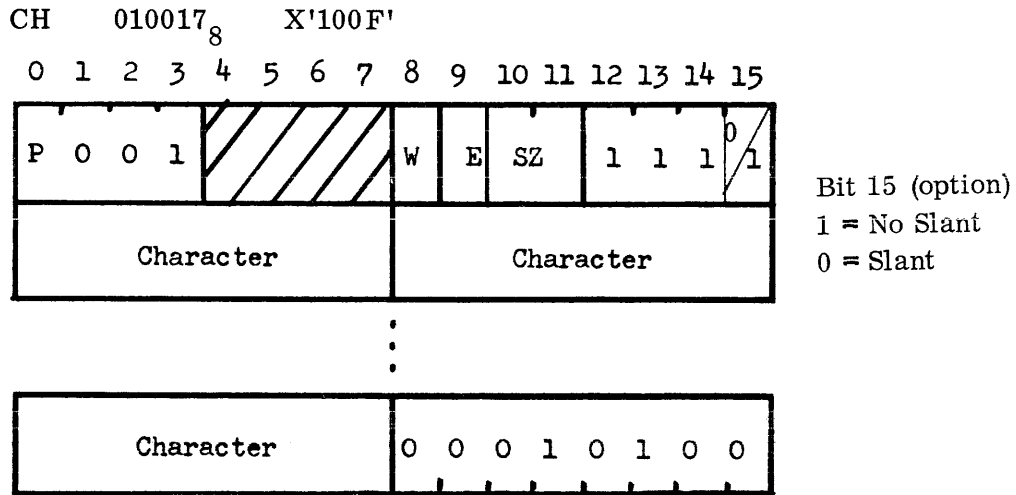 CH 010017₈ X'100F'
0 1 2 3 4 5 6 7 8 9 10 11 12 13 14 15
P 0 0 1 W E SZ 1 1 1 0/1
Bit 15 (option)
1 = No Slant
0 = Slant
Character Character
Character 0 0 0 1 0 1 0 0